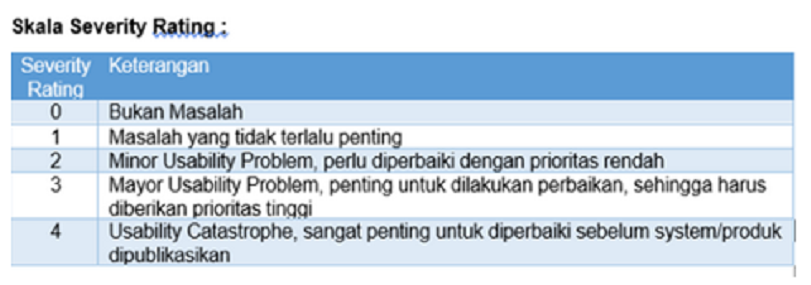 Skala Severity Rating :
Severity Rating Keterangan
0 Bukan Masalah
1 Masalah yang tidak terlalu penting
2 Minor Usability Problem, perlu diperbaiki dengan prioritas rendah
3 Mayor Usability Problem, penting untuk dilakukan perbaikan, sehingga harus
diberikan prioritas tinggi
4 Usability Catastrophe, sangat penting untuk diperbaiki sebelum system/produk
dipublikasikan